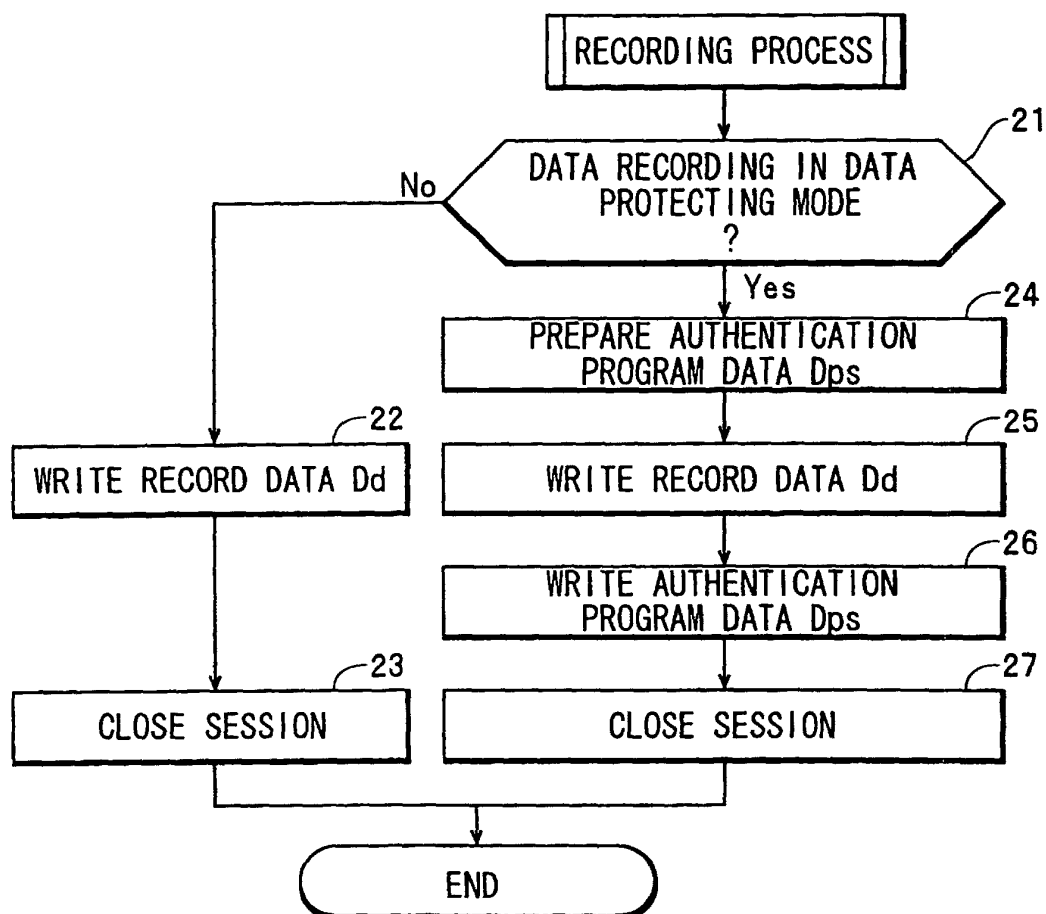 RECORDING PROCESS
21
DATA RECORDING IN DATA
PROTECTING MODE
?
No
Yes
24
PREPARE AUTHENTICATION
PROGRAM DATA Dps
22
WRITE RECORD DATA Dd
25
WRITE RECORD DATA Dd
26
WRITE AUTHENTICATION
PROGRAM DATA Dps
23
CLOSE SESSION
27
CLOSE SESSION
END